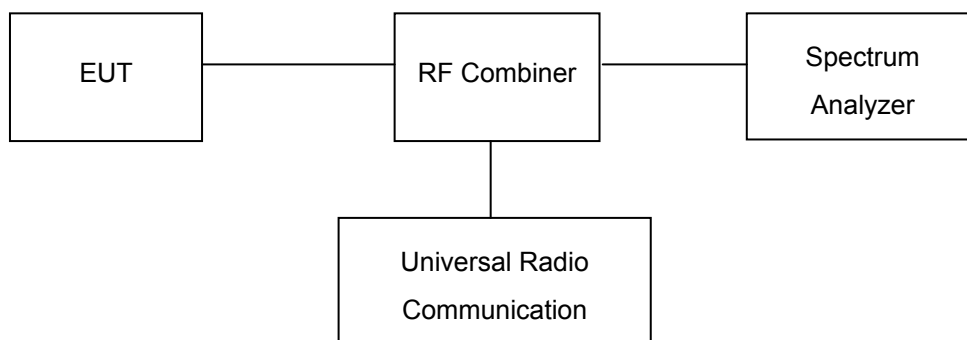 EUT
RF Combiner
Spectrum
Analyzer
Universal Radio
Communication